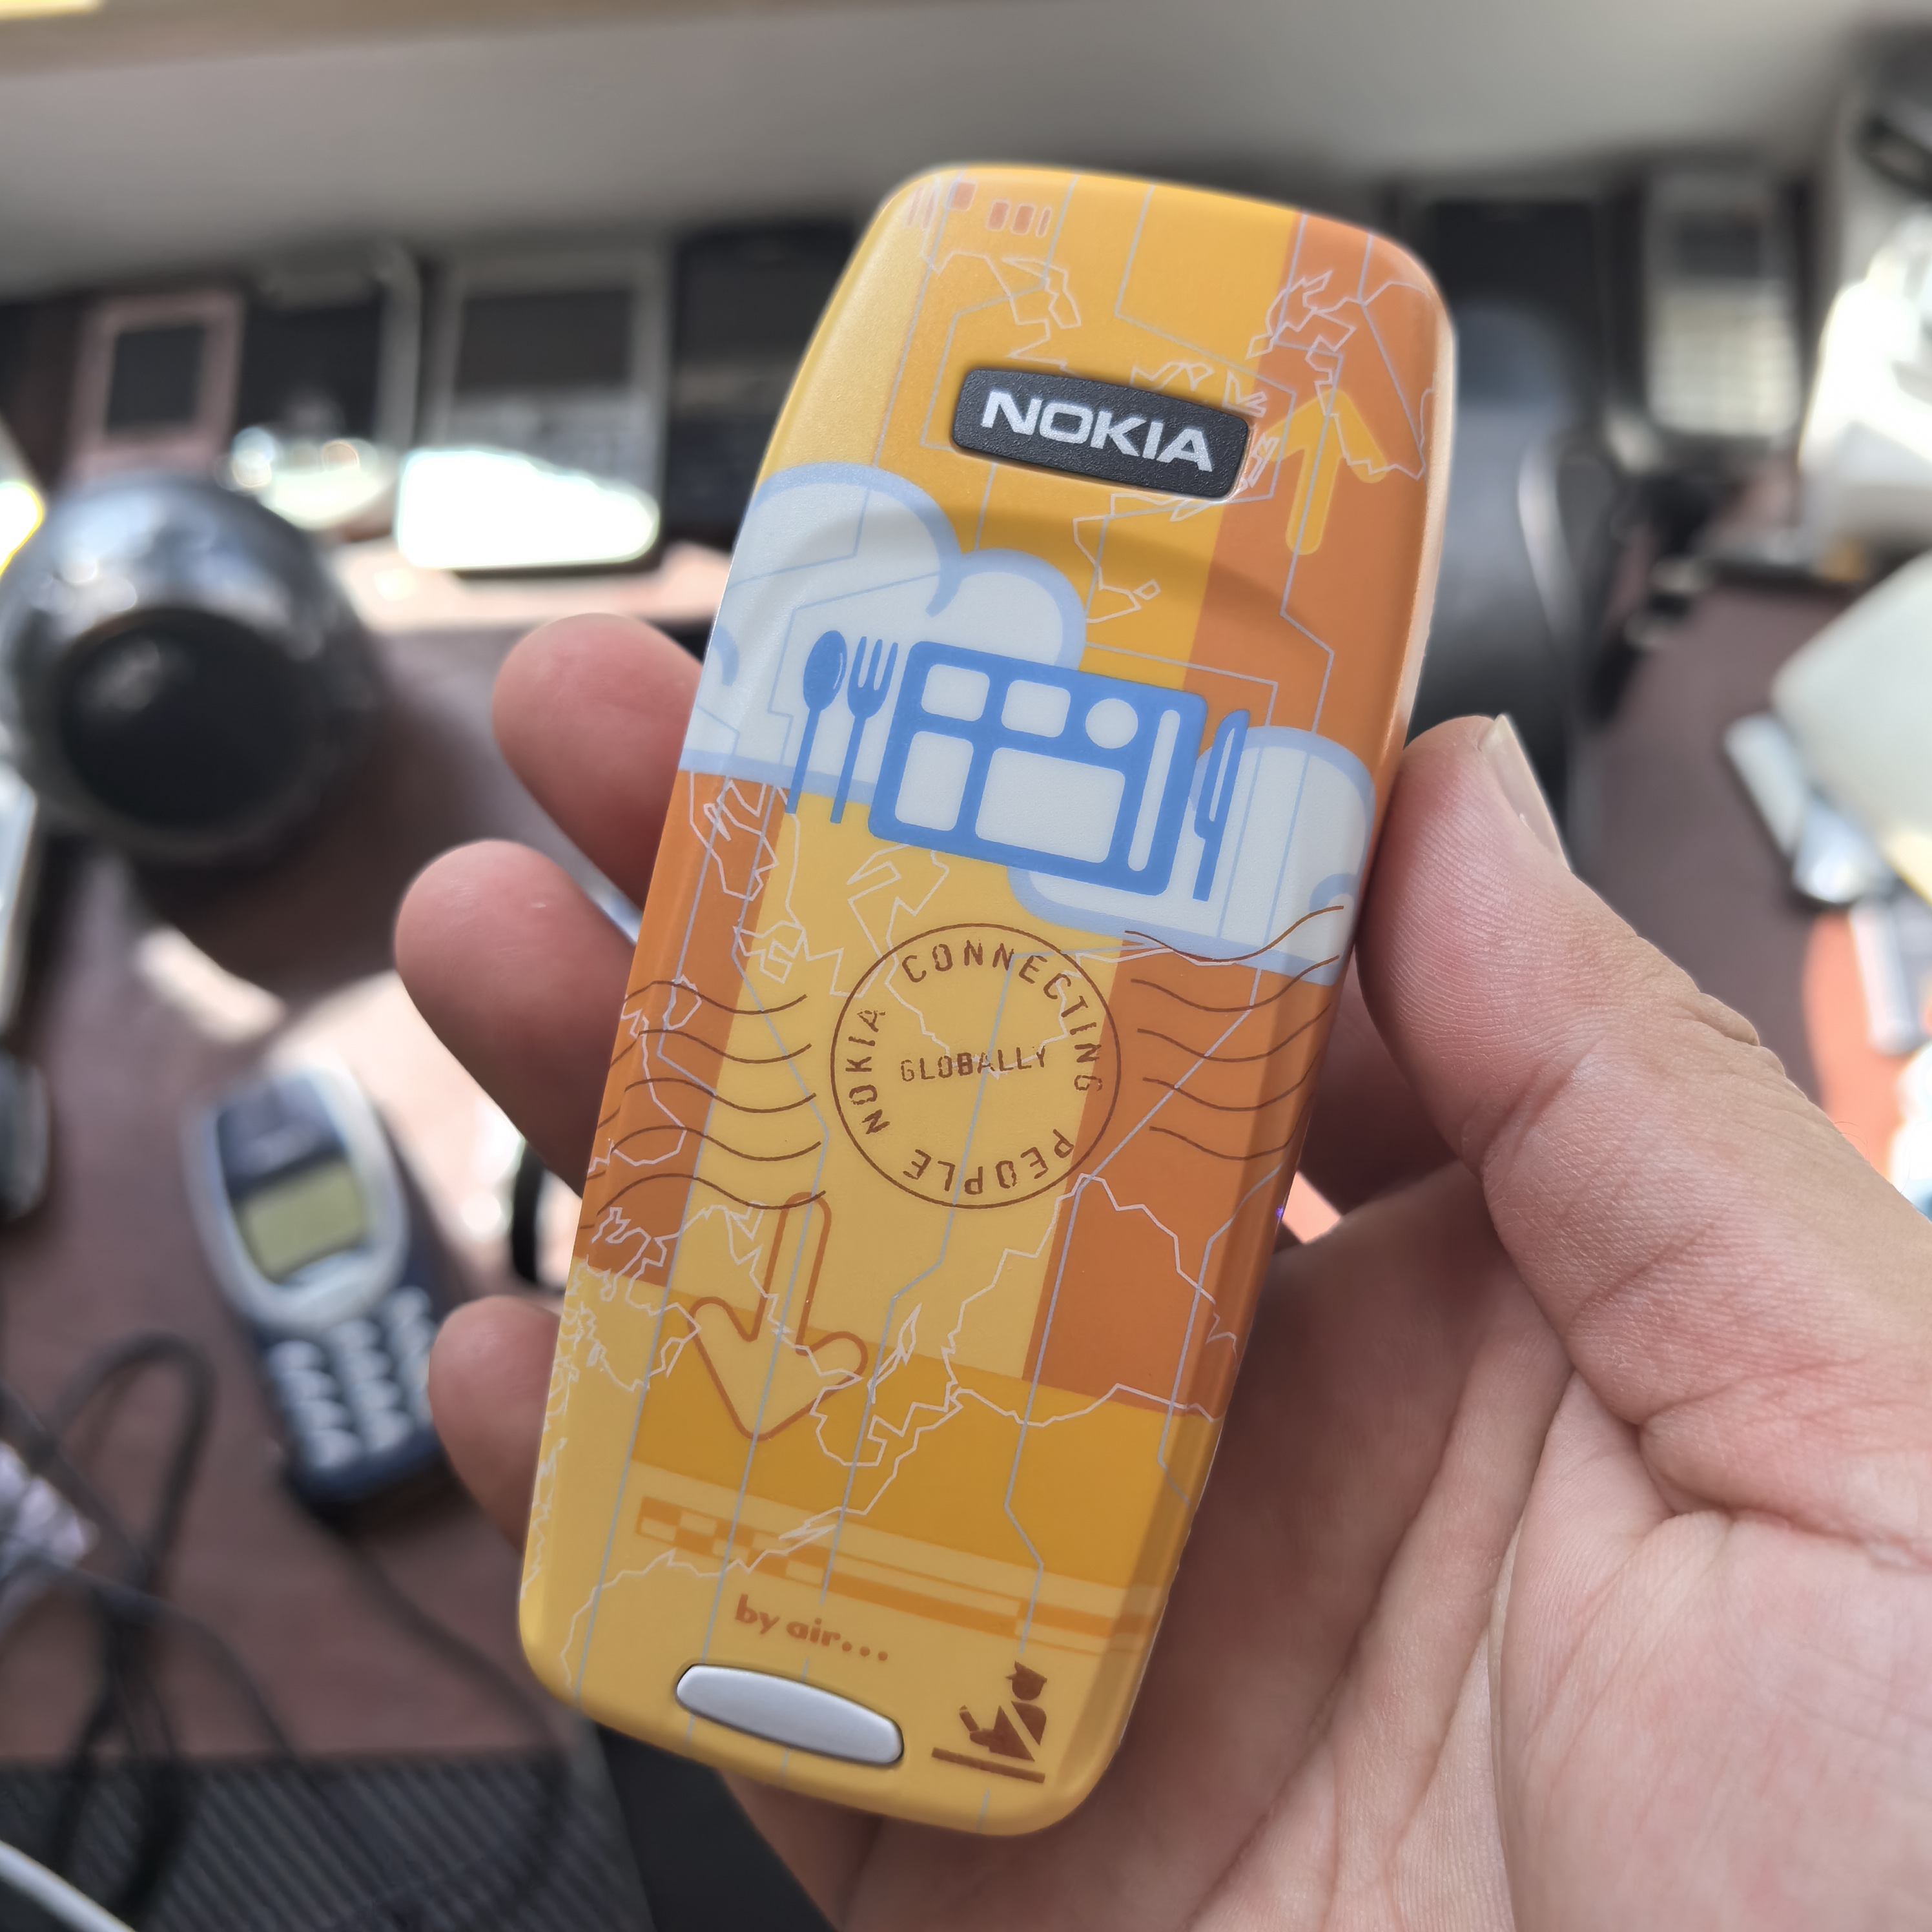 NOKIA
NOKIA CONNECTING PEOPLE
GLOBALLY
by air...